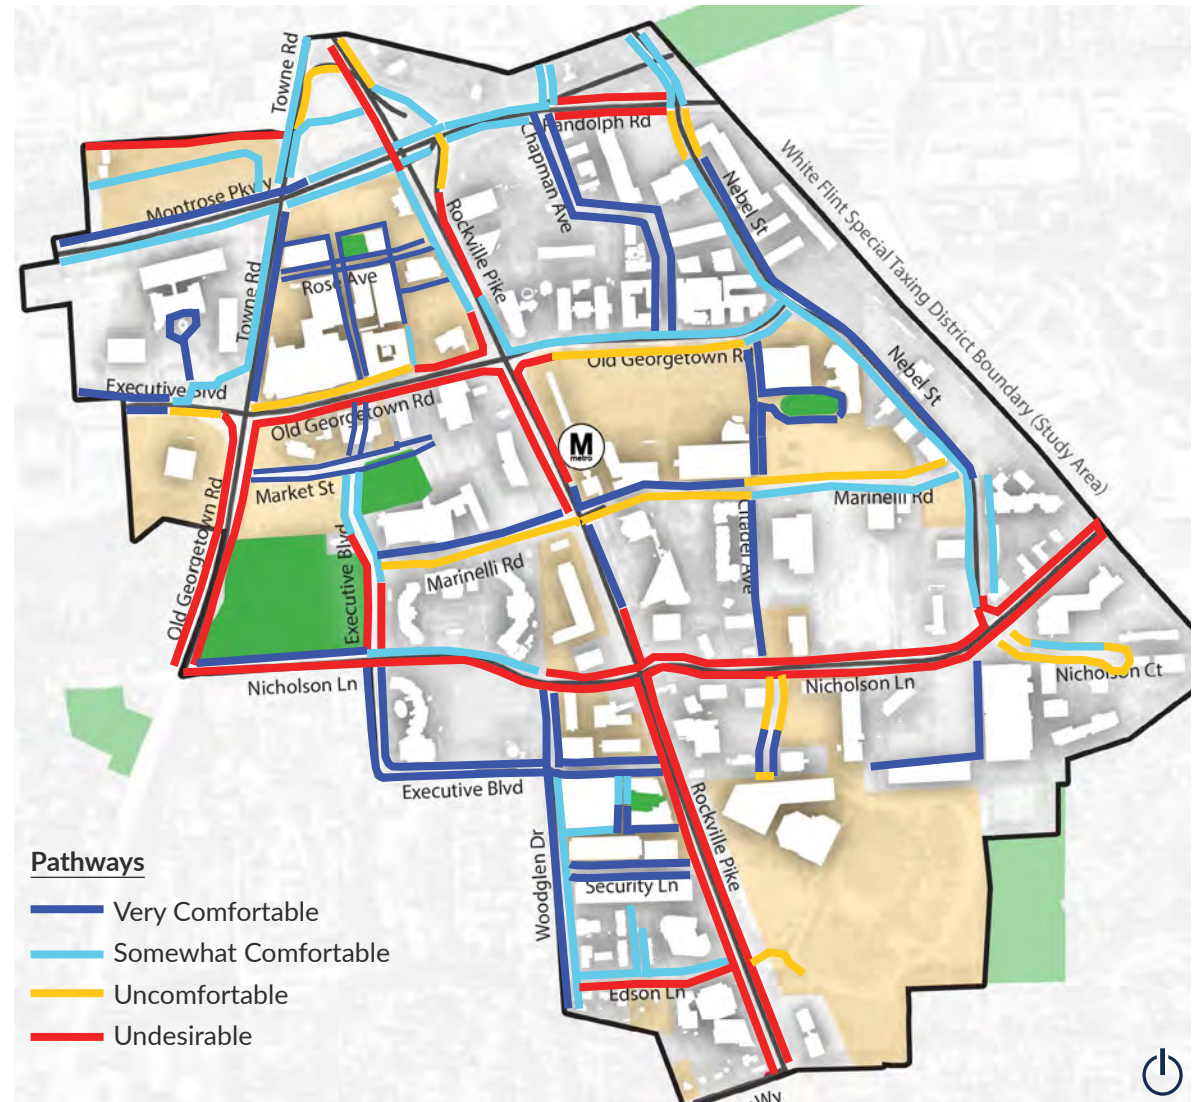 Towne Rd
Randolph Rd
Chapman Ave
White Flint Special Taxing District Boundary (Study Area)
Montrose Pkwy
Nebel St
Rockville Pike
Towne Rd
Rose Ave
Executive Blvd
Old Georgetown Rd
Nebel St
Old Georgetown Rd
M
metro
Market St
Marinelli Rd
Old Georgetown Rd
Executive Blvd
Marinelli Rd
Citadel Ave
Nicholson Ln
Nicholson Ln
Nicholson Ct
Executive Blvd
Rockville Pike
Woodglen Dr
Security Ln
Edson Ln
Wy
Pathways
Very Comfortable
Somewhat Comfortable
Uncomfortable
Undesirable